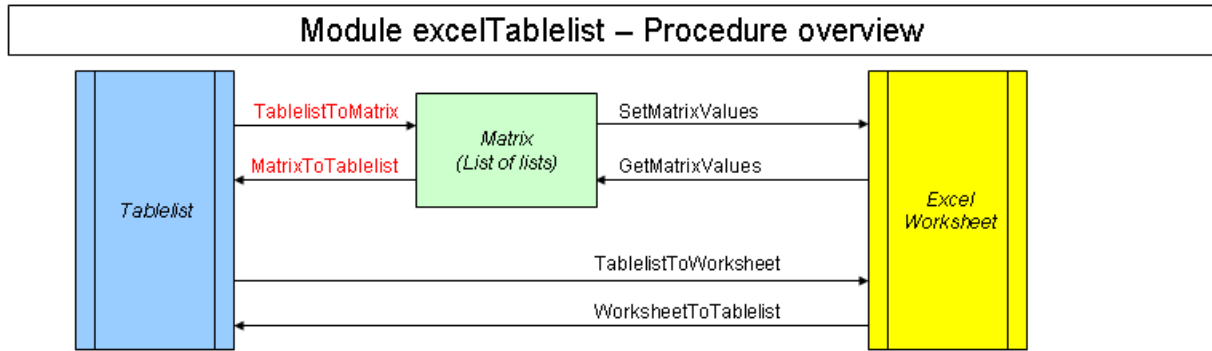 Module excelTablelist – Procedure overview
TablelistToMatrix
SetMatrixValues
Matrix
(List of lists)
MatrixToTablelist
GetMatrixValues
Tablelist
Excel
Worksheet
TablelistToWorksheet
WorksheetToTablelist